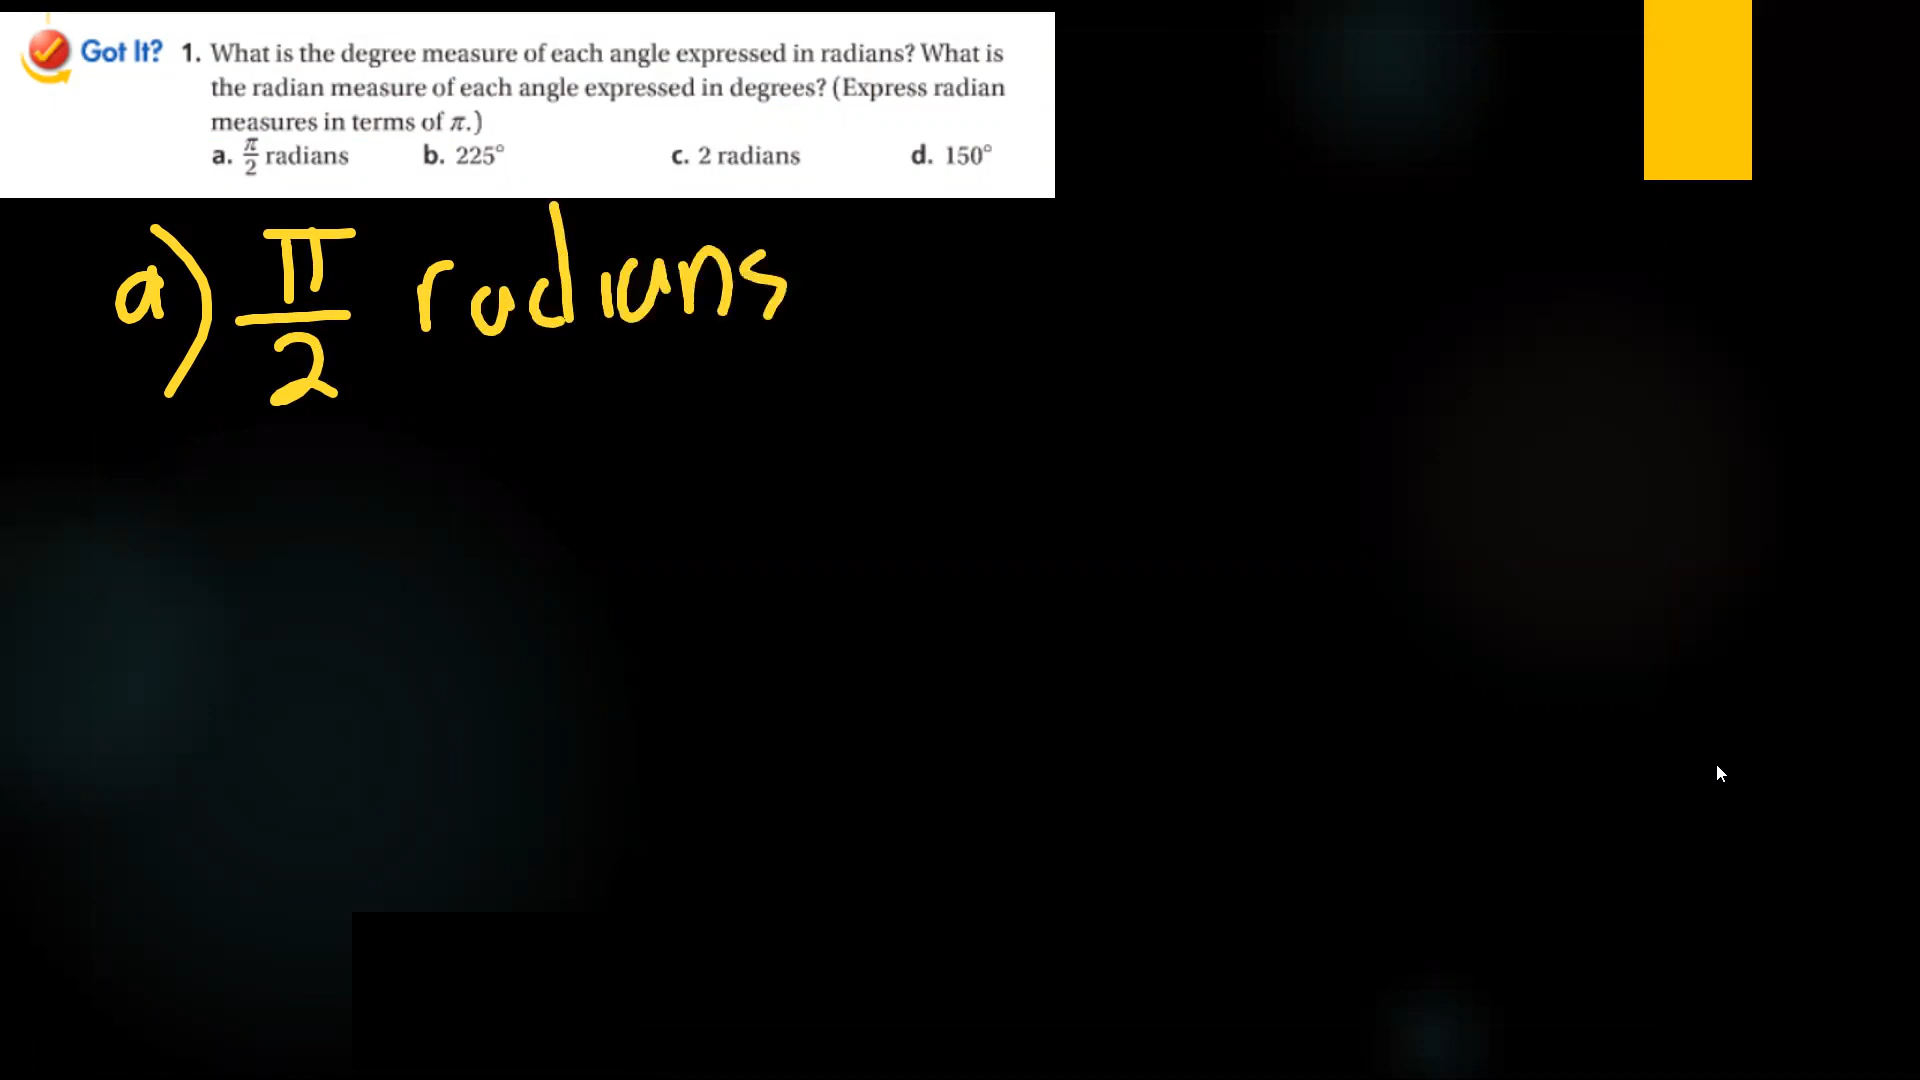 Got It? 1. What is the degree measure of each angle expressed in radians? What is
the radian measure of each angle expressed in degrees? (Express radian
measures in terms of π.)
a. π/2 radians b. 225° c. 2 radians d. 150°
a) π/2 radians